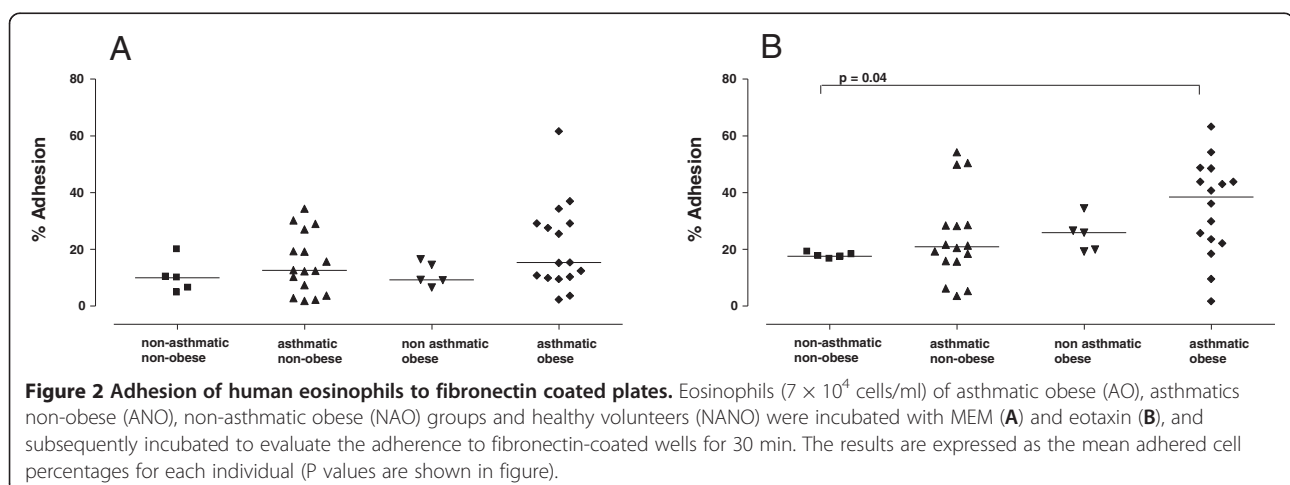 A
B
80
60
40
20
0
% Adhesion
non-asthmatic
non-obese
asthmatic
non-obese
non asthmatic
obese
asthmatic
obese
p = 0.04
80
60
40
20
0
% Adhesion
non-asthmatic
non-obese
asthmatic
non-obese
non asthmatic
obese
asthmatic
obese
Figure 2 Adhesion of human eosinophils to fibronectin coated plates. Eosinophils (7 × 10⁴ cells/ml) of asthmatic obese (AO), asthmatics
non-obese (ANO), non-asthmatic obese (NAO) groups and healthy volunteers (NANO) were incubated with MEM (A) and eotaxin (B), and
subsequently incubated to evaluate the adherence to fibronectin-coated wells for 30 min. The results are expressed as the mean adhered cell
percentages for each individual (P values are shown in figure).